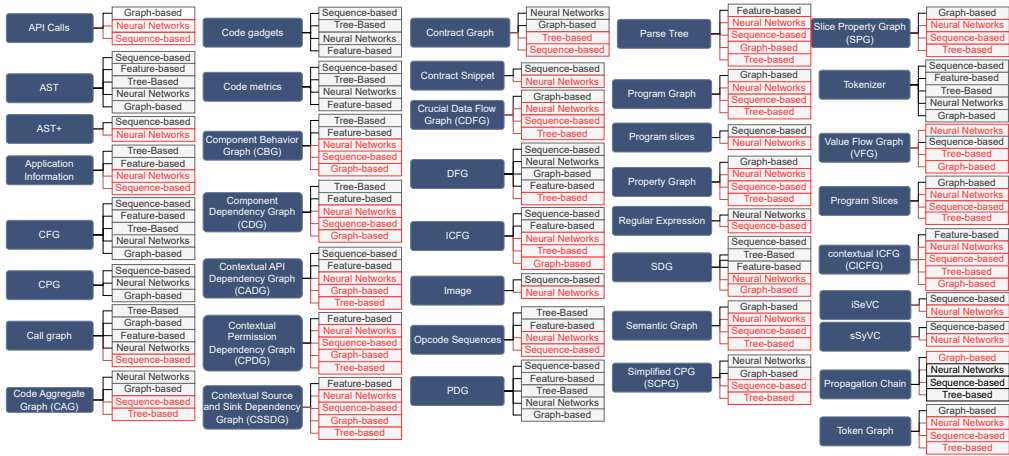 API Calls
Graph-based
Neural Networks
Sequence-based
AST
Sequence-based
Feature-based
Tree-Based
Neural Networks
Graph-based
AST+
Sequence-based
Neural Networks
Application
Information
Tree-Based
Feature-based
Neural Networks
Sequence-based
CFG
Sequence-based
Feature-based
Tree-Based
Neural Networks
Graph-based
CPG
Sequence-based
Neural Networks
Graph-based
Call graph
Tree-Based
Graph-based
Feature-based
Neural Networks
Sequence-based
Code Aggregate
Graph (CAG)
Neural Networks
Graph-based
Sequence-based
Tree-based
Code gadgets
Sequence-based
Tree-Based
Neural Networks
Feature-based
Code metrics
Sequence-based
Tree-Based
Neural Networks
Feature-based
Component Behavior
Graph (CBG)
Tree-Based
Feature-based
Neural Networks
Sequence-based
Graph-based
Component
Dependency Graph
(CDG)
Tree-Based
Feature-based
Neural Networks
Sequence-based
Graph-based
Contextual API
Dependency Graph
(CADG)
Sequence-based
Feature-based
Neural Networks
Graph-based
Tree-based
Contextual
Permission
Dependency Graph
(CPDG)
Feature-based
Neural Networks
Sequence-based
Graph-based
Tree-based
Contextual Source
and Sink Dependency
Graph (CSSDG)
Feature-based
Neural Networks
Sequence-based
Graph-based
Tree-based
Contract Graph
Neural Networks
Graph-based
Tree-based
Sequence-based
Contract Snippet
Sequence-based
Neural Networks
Crucial Data Flow
Graph (CDFG)
Graph-based
Neural Networks
Sequence-based
Tree-based
DFG
Sequence-based
Neural Networks
Graph-based
Feature-based
Tree-based
ICFG
Sequence-based
Feature-based
Neural Networks
Tree-based
Graph-based
Image
Sequence-based
Neural Networks
Opcode Sequences
Tree-Based
Feature-based
Neural Networks
Sequence-based
PDG
Sequence-based
Feature-based
Tree-Based
Neural Networks
Graph-based
Parse Tree
Feature-based
Neural Networks
Sequence-based
Graph-based
Tree-based
Program Graph
Graph-based
Neural Networks
Sequence-based
Tree-based
Program slices
Sequence-based
Neural Networks
Property Graph
Graph-based
Neural Networks
Sequence-based
Tree-based
Regular Expression
Neural Networks
Sequence-based
SDG
Sequence-based
Tree-Based
Feature-based
Neural Networks
Graph-based
Semantic Graph
Graph-based
Neural Networks
Sequence-based
Tree-based
Simplified CPG
(SCPG)
Neural Networks
Graph-based
Sequence-based
Tree-based
Slice Property Graph
(SPG)
Graph-based
Neural Networks
Sequence-based
Tree-based
Tokenizer
Sequence-based
Feature-based
Tree-Based
Neural Networks
Graph-based
Value Flow Graph
(VFG)
Neural Networks
Sequence-based
Tree-based
Graph-based
Program Slices
Graph-based
Neural Networks
Sequence-based
Tree-based
contextual ICFG
(CICFG)
Feature-based
Neural Networks
Sequence-based
Tree-based
Graph-based
iSeVC
Sequence-based
Neural Networks
sSyVC
Sequence-based
Neural Networks
Propagation Chain
Graph-based
Neural Networks
Sequence-based
Tree-based
Token Graph
Graph-based
Neural Networks
Sequence-based
Tree-based